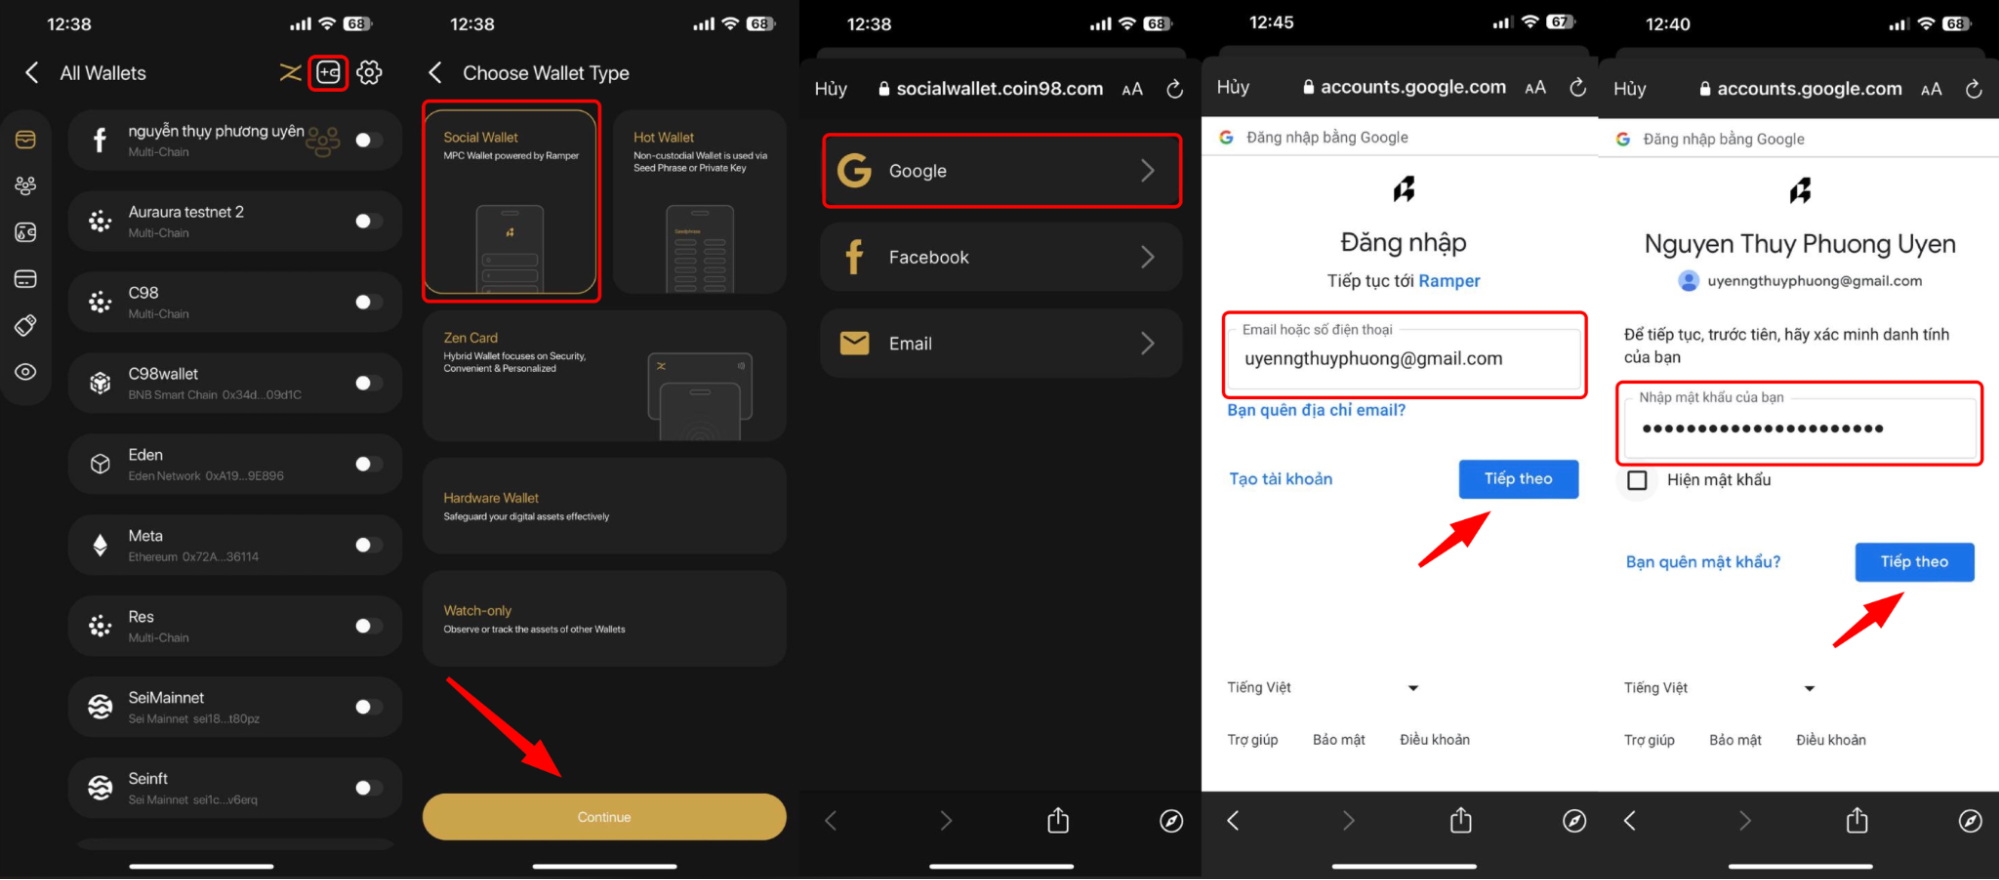 12:38
68
All Wallets
nguyễn thụy phương uyên
Multi-Chain
Auraura testnet 2
Multi-Chain
C98
Multi-Chain
C98wallet
BNB Smart Chain 0x34d...09d1C
Eden
Eden Network 0xA19...9E896
Meta
Ethereum 0x72A...36114
Res
Multi-Chain
SeiMainnet
Sei Mainnet sei18...t80pz
Seinft
Sei Mainnet sei1c...v6erq
12:38
68
Choose Wallet Type
Social Wallet
MPC Wallet powered by Ramper
Hot Wallet
Non-custodial Wallet is used via
Seed Phrase or Private Key
Zen Card
Hybrid Wallet focuses on Security,
Convenient & Personalized
Hardware Wallet
Safeguard your digital assets effectively
Watch-only
Observe or track the assets of other Wallets
Continue
12:38
68
Hủy socialwallet.coin98.com AA
Google
Facebook
Email
12:45
67
Hủy accounts.google.com AA
Đăng nhập bằng Google
Đăng nhập
Tiếp tục tới Ramper
Email hoặc số điện thoại
uyenngthuyphuong@gmail.com
Bạn quên địa chỉ email?
Tạo tài khoản
Tiếp theo
Tiếng Việt
Trợ giúp Bảo mật Điều khoản
12:40
68
Hủy accounts.google.com AA
Đăng nhập bằng Google
Nguyen Thuy Phuong Uyen
uyenngthuyphuong@gmail.com
Để tiếp tục, trước tiên, hãy xác minh danh tính
của bạn
Nhập mật khẩu của bạn
Hiện mật khẩu
Bạn quên mật khẩu?
Tiếp theo
Tiếng Việt
Trợ giúp Bảo mật Điều khoản